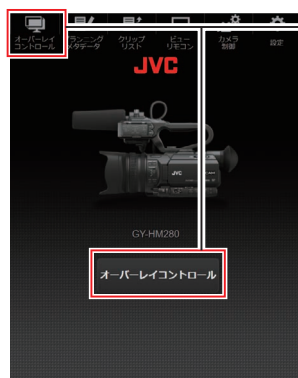 オーバーレイ
コントロール
プランニング
メタデータ
クリップ
リスト
ビュー
リモコン
カメラ
制御
設定
JVC
JVC
GY-HM280
オーバーレイコントロール